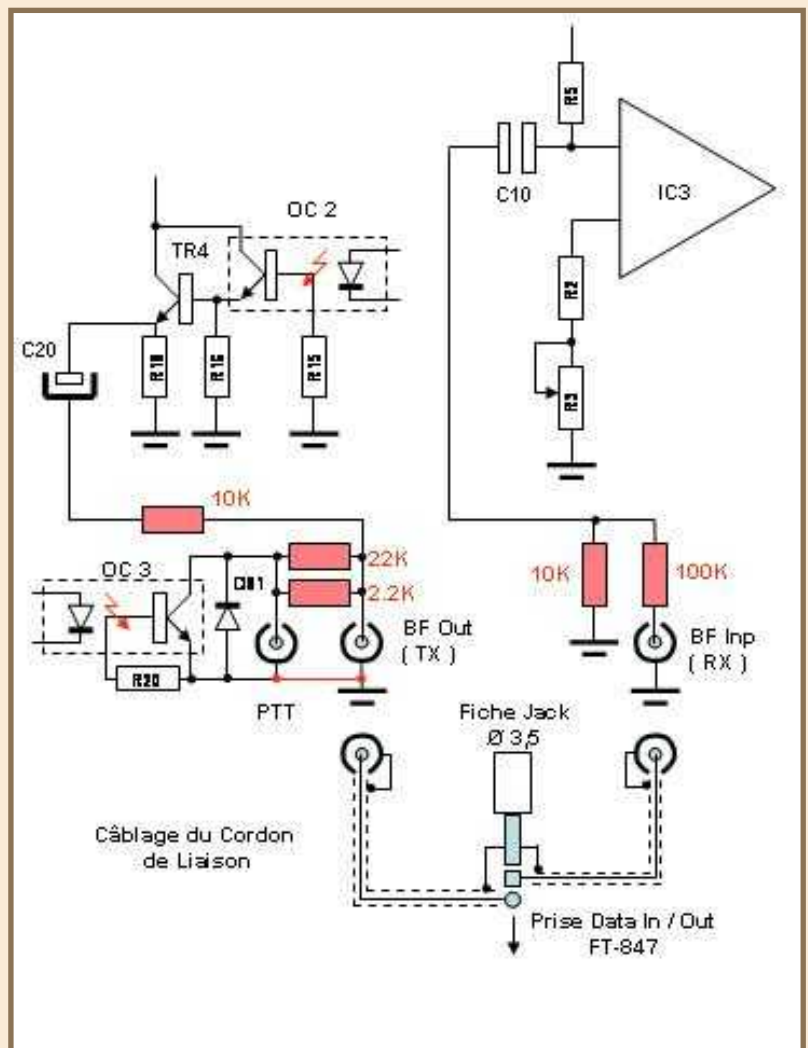 R5
C10
IC3
OC 2
TR4
R2
C20
R18
R16
R15
R3
10K
22K
OC 3
10K
100K
2.2K
BF Out
( TX )
BF Inp
( RX )
R20
PTT
Fiche Jack
Ø 3,5
Câblage du Cordon
de Liaison
Prise Data In / Out
FT-847